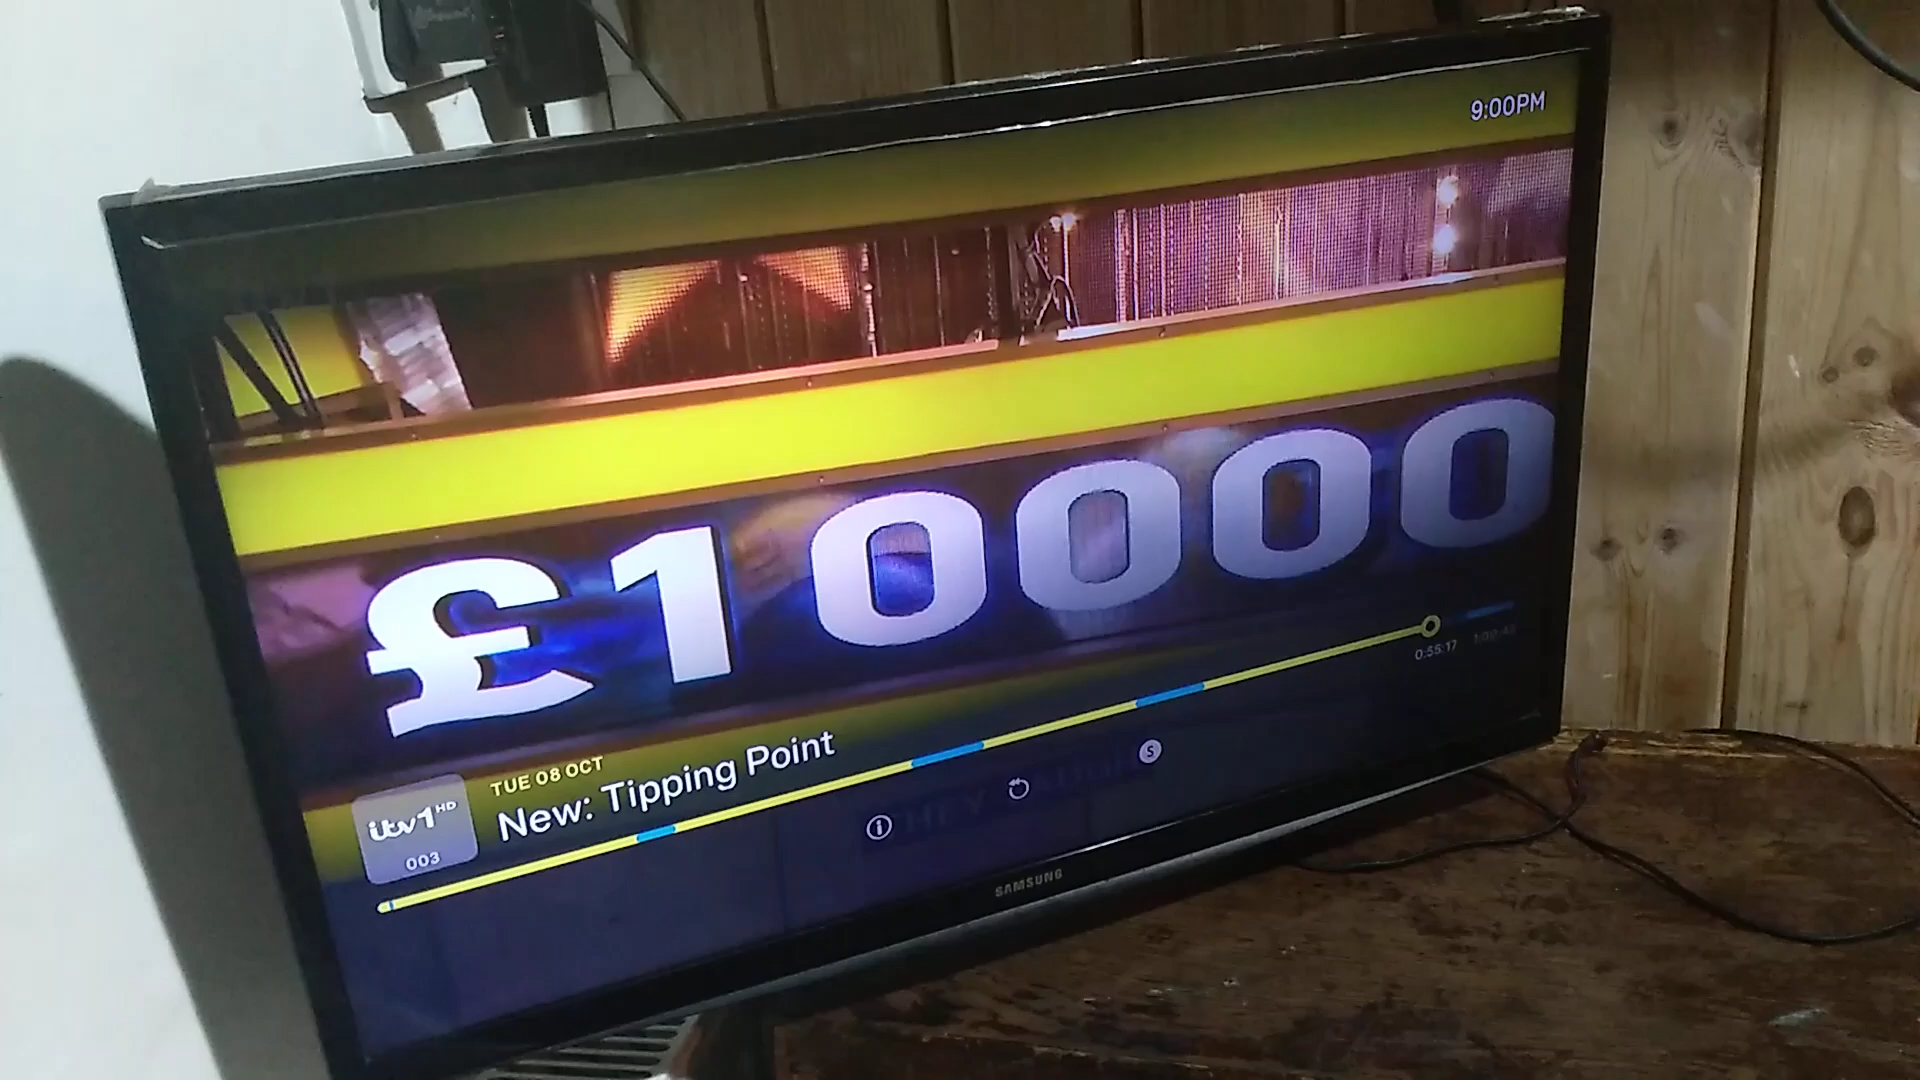 9:00PM
£10000
0:55:17
TUE 08 OCT
New: Tipping Point
itv1 HD
003
S
SAMSUNG